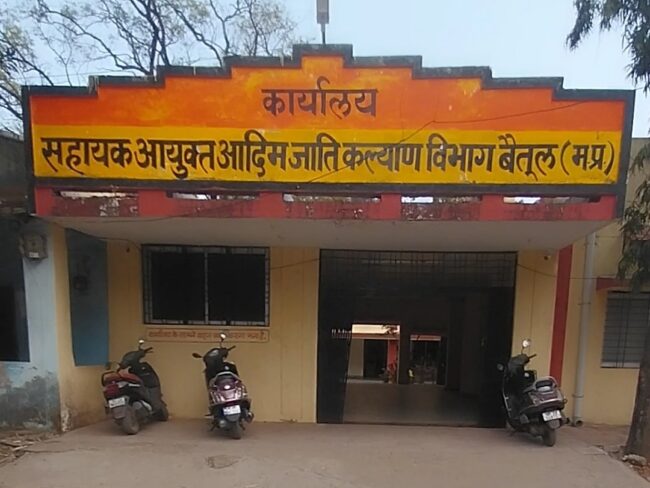 कार्यालय
सहायक आयुक्त आदिम जाति कल्याण विभाग बैतूल (म.प्र.)